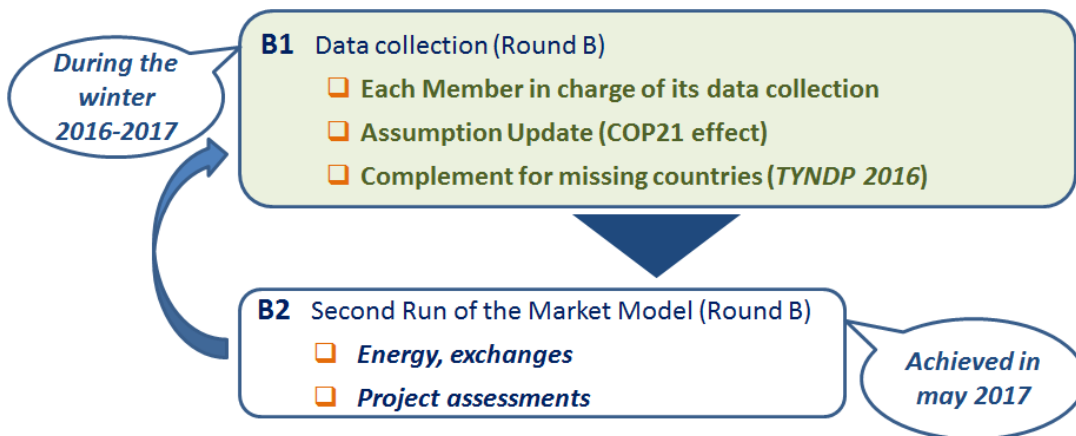 During the
winter
2016-2017
B1 Data collection (Round B)
Each Member in charge of its data collection
Assumption Update (COP21 effect)
Complement for missing countries (TYNDP 2016)
B2 Second Run of the Market Model (Round B)
Energy, exchanges
Project assessments
Achieved in
may 2017